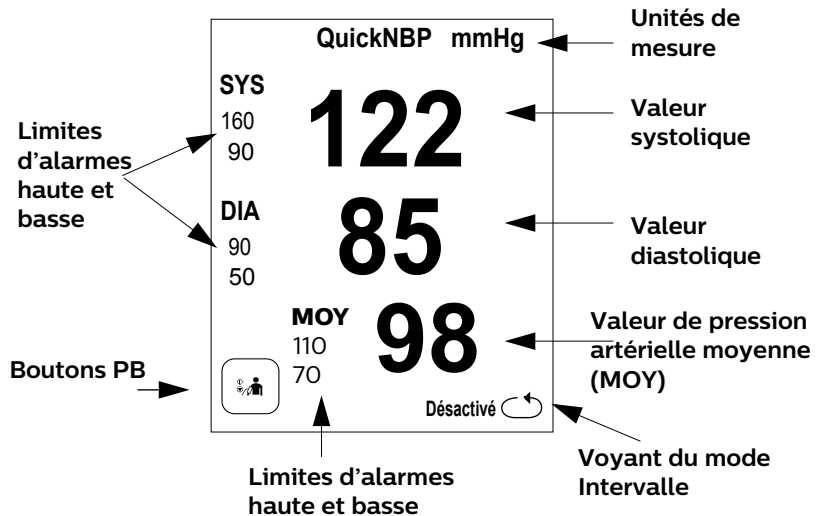 QuickNBP mmHg
Unités de
mesure
SYS
160
90
122
Valeur
systolique
Limites
d'alarmes
haute et
basse
DIA
90
50
85
Valeur
diastolique
MOY
110
70
98
Valeur de pression
artérielle moyenne
(MOY)
Boutons PB
Désactivé
Limites d'alarmes
haute et basse
Voyant du mode
Intervalle